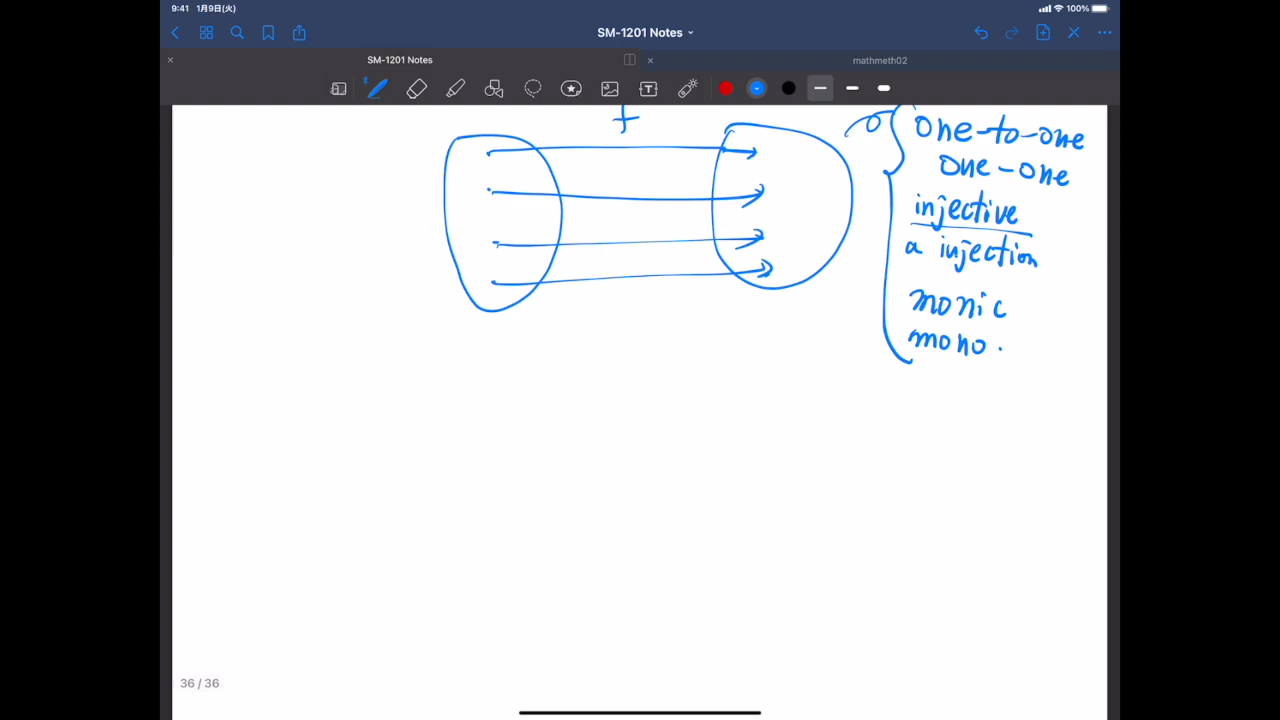 9:41 1月9日(火)
100%
SM-1201 Notes
SM-1201 Notes
mathmeth02
T
f
one-to-one
one-one
injective
a injection
monic
mono.
36 / 36